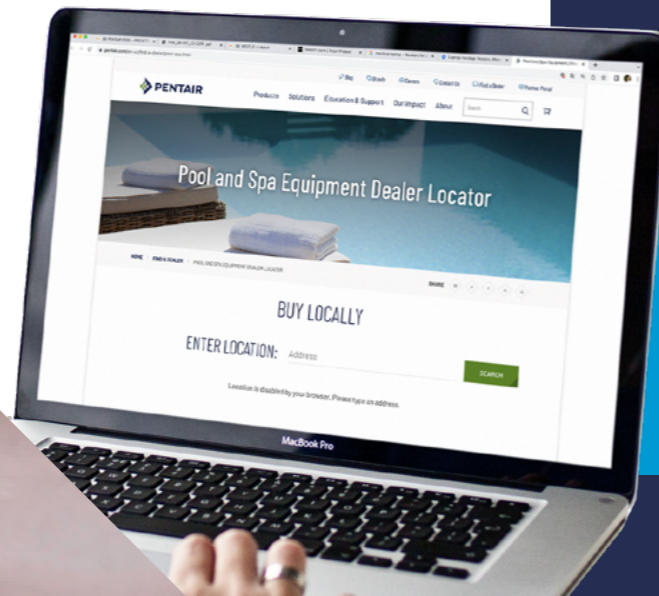 Blog Careers Contact Us Find a Dealer Partner Portal
PENTAIR
Products Solutions Education & Support Our Impact About Search
Pool and Spa Equipment Dealer Locator
HOME | FIND A DEALER | POOL AND SPA EQUIPMENT DEALER LOCATOR
SHARE
BUY LOCALLY
ENTER LOCATION: Address
SEARCH
Location is disabled by your browser. Please type an address.
MacBook Pro